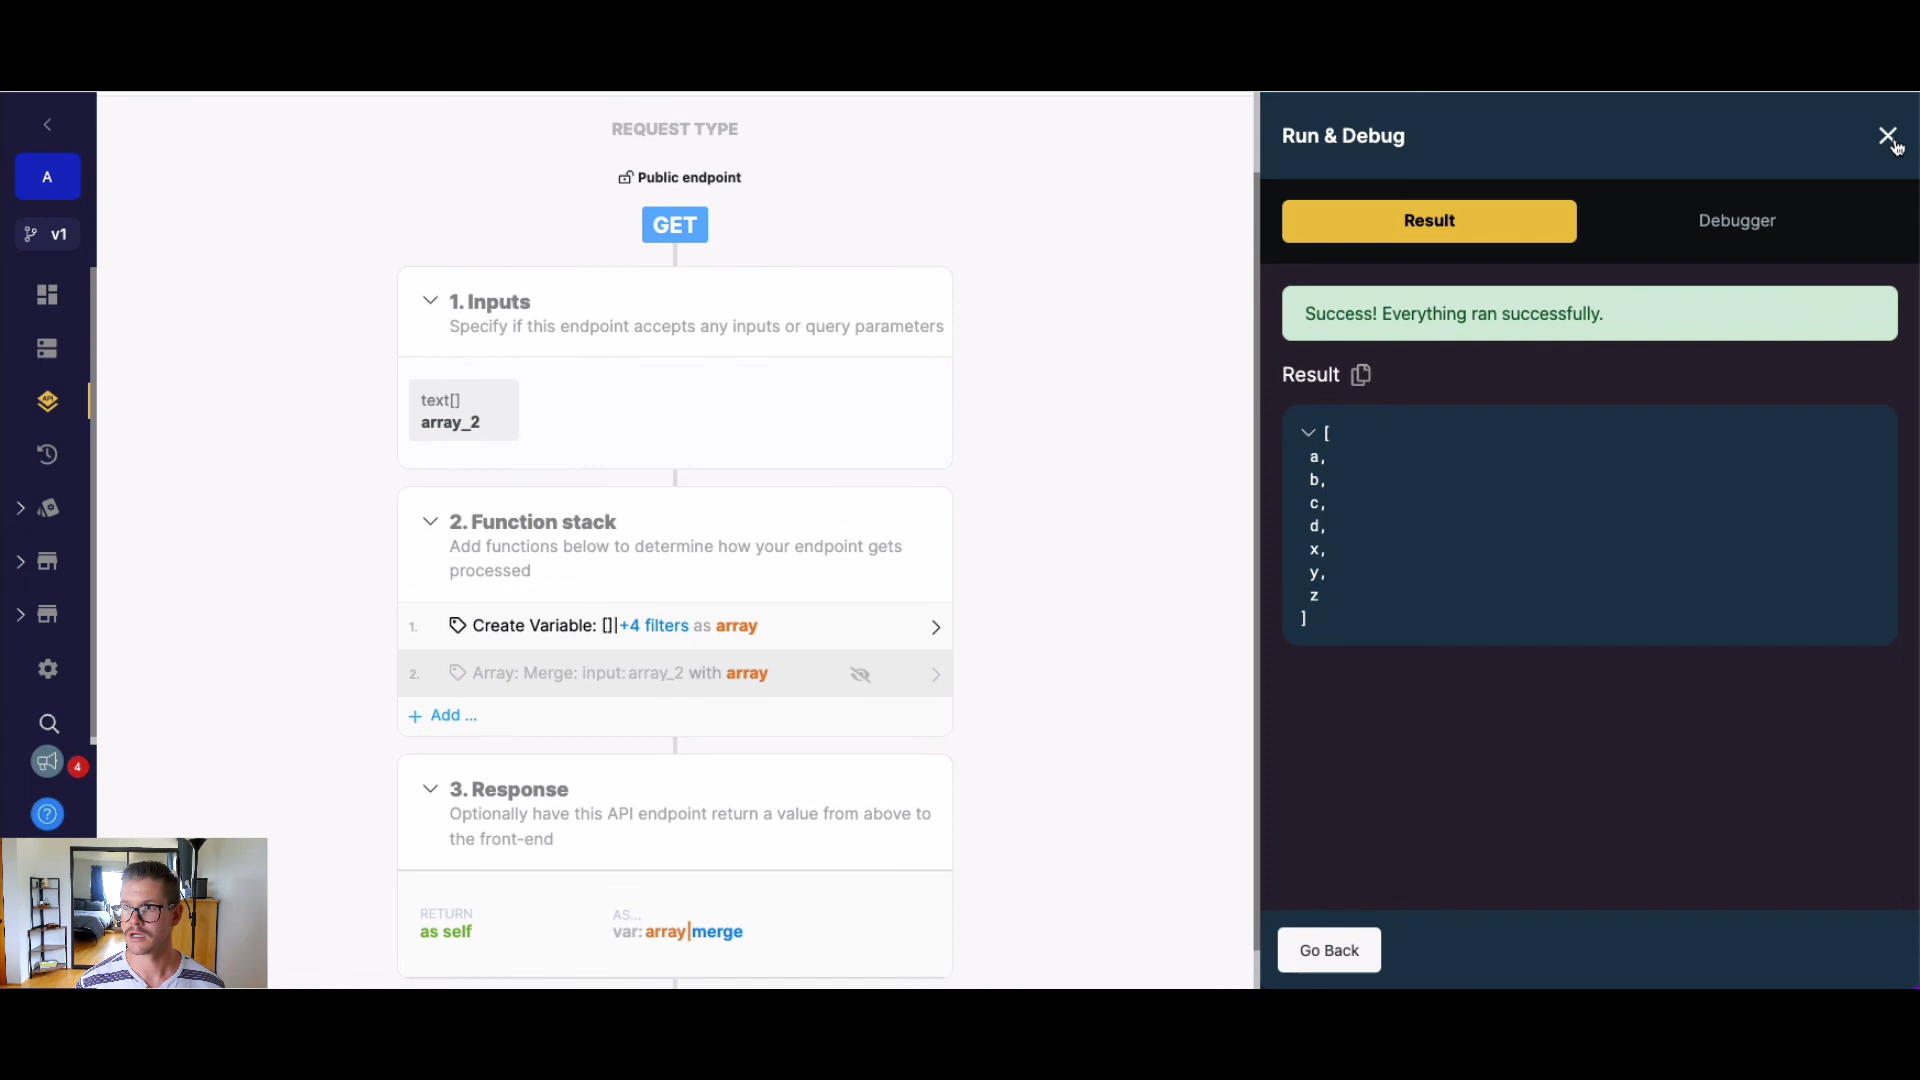 A
v1
4
REQUEST TYPE
Public endpoint
GET
1. Inputs
Specify if this endpoint accepts any inputs or query parameters
text[]
array_2
2. Function stack
Add functions below to determine how your endpoint gets
processed
1. Create Variable: []|+4 filters as array
2. Array: Merge: input: array_2 with array
+ Add ...
3. Response
Optionally have this API endpoint return a value from above to
the front-end
RETURN
as self
AS...
var: array|merge
Run & Debug
Result
Debugger
Success! Everything ran successfully.
Result
[
a,
b,
c,
d,
x,
y,
z
]
Go Back
API
?